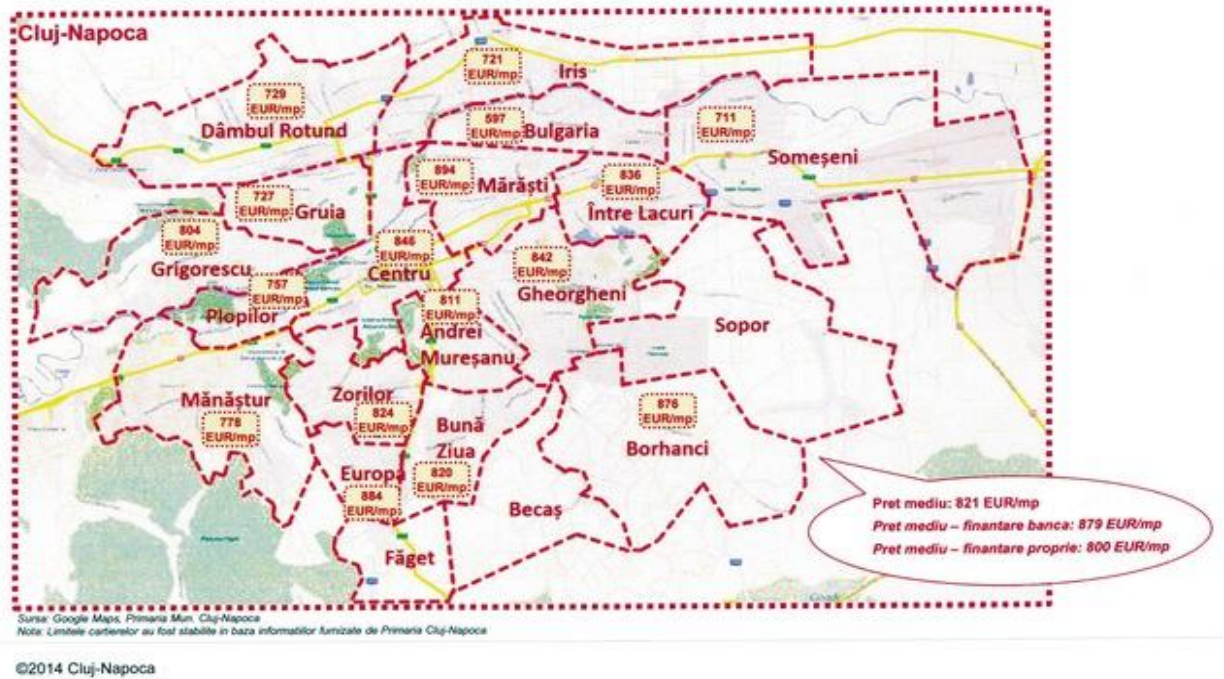 Cluj-Napoca
721
EUR/mp
Iris
729
EUR/mp
Dâmbul Rotund
597
EUR/mp
Bulgaria
711
EUR/mp
Someșeni
894
EUR/mp
Mărăști
836
EUR/mp
Între Lacuri
727
EUR/mp
Gruia
804
EUR/mp
Grigorescu
846
EUR/mp
Centru
842
EUR/mp
Gheorgheni
757
EUR/mp
Plopilor
811
EUR/mp
Andrei
Mureșanu
Sopor
Mănăștur
778
EUR/mp
Zorilor
824
EUR/mp
Bună
Ziua
820
EUR/mp
876
EUR/mp
Borhanci
Europa
884
EUR/mp
Becaș
Făget
Pret mediu: 821 EUR/mp
Pret mediu – finantare banca: 879 EUR/mp
Pret mediu – finantare proprie: 800 EUR/mp
Google
Sursa: Google Maps, Primaria Mun. Cluj-Napoca
Nota: Limitele cartierelor au fost stabilite in baza informatiilor furnizate de Primaria Cluj-Napoca
©2014 Cluj-Napoca